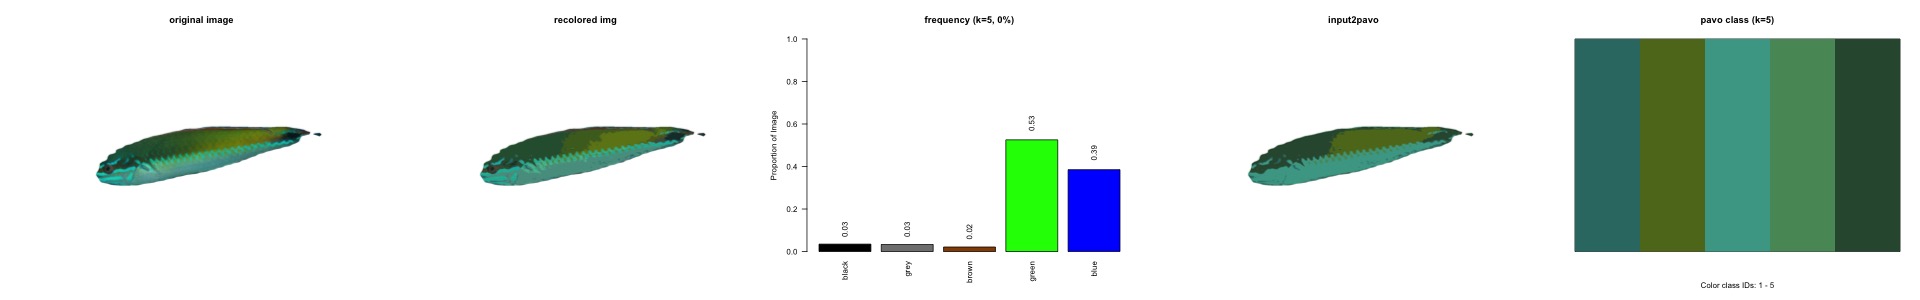 original image
recolored img
frequency (k=5, 0%)
input2pavo
pavo class (k=5)
Proportion of Image
1.0
0.8
0.6
0.4
0.2
0.0
0.03
0.03
0.02
0.53
0.39
black
grey
brown
green
blue
Color class IDs: 1 - 5